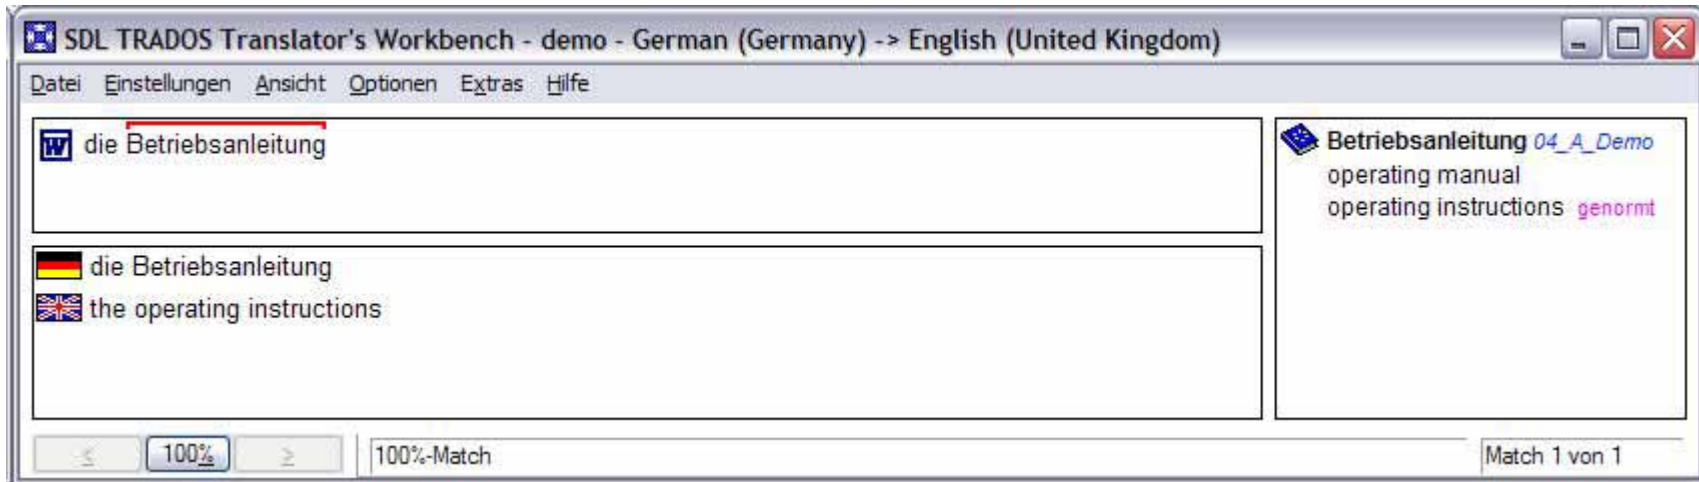 SDL TRADOS Translator's Workbench - demo - German (Germany) -> English (United Kingdom)
Datei Einstellungen Ansicht Optionen Extras Hilfe
die Betriebsanleitung
Betriebsanleitung 04_A_Demo
operating manual
operating instructions genormt
die Betriebsanleitung
the operating instructions
< 100% > 100%-Match Match 1 von 1